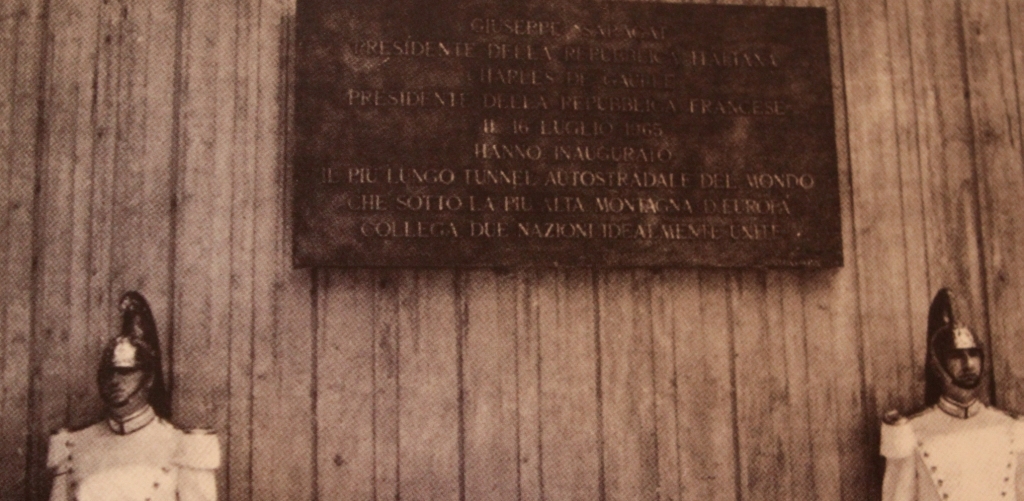 GIUSEPPE SARAGAT
PRESIDENTE DELLA REPUBBLICA ITALIANA
CHARLES DE GAULLE
PRESIDENTE DELLA REPUBBLICA FRANCESE
IL 16 LUGLIO 1965
HANNO INAUGURATO
IL PIU LUNGO TUNNEL AUTOSTRADALE DEL MONDO
CHE SOTTO LA PIU ALTA MONTAGNA D'EUROPA
COLLEGA DUE NAZIONI IDEALMENTE UNITE